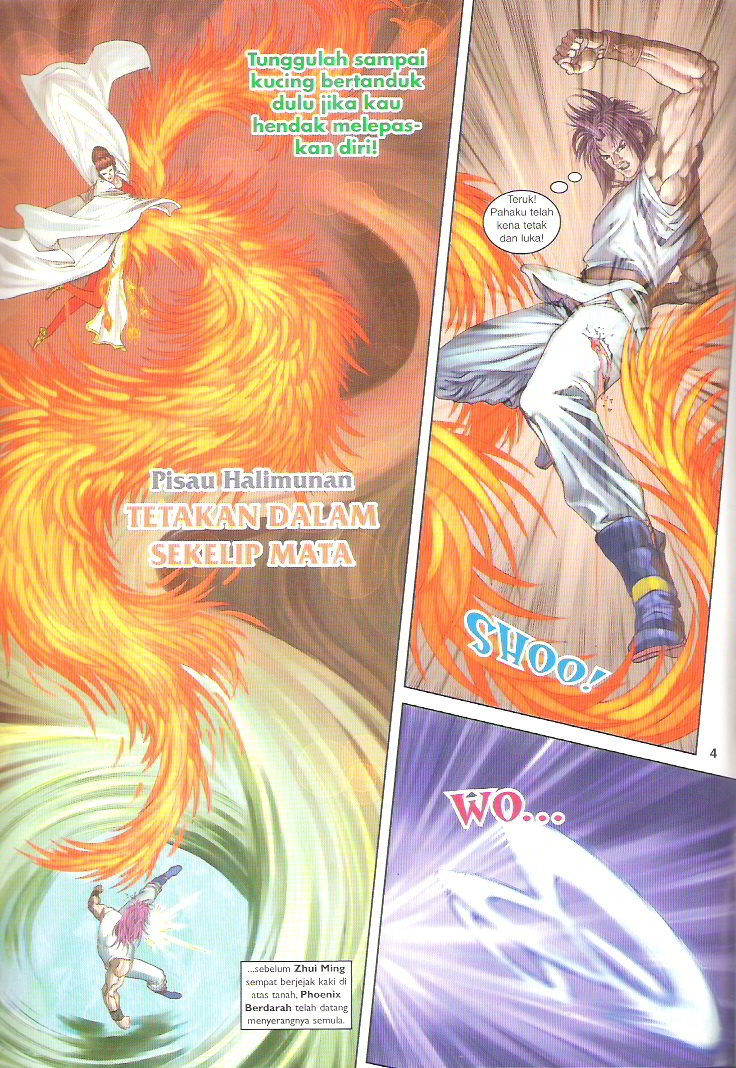 Tunggulah sampai
kucing bertanduk
dulu jika kau
hendak melepas-
kan diri!
Pisau Halimunan
TETAKAN DALAM
SEKELIP MATA
...sebelum Zhui Ming
sempat berjejak kaki di
atas tanah, Phoenix
Berdarah telah datang
menyerangnya semula.
Teruk!
Pahaku telah
kena tetak
dan luka!
SHOO!
4
WO...